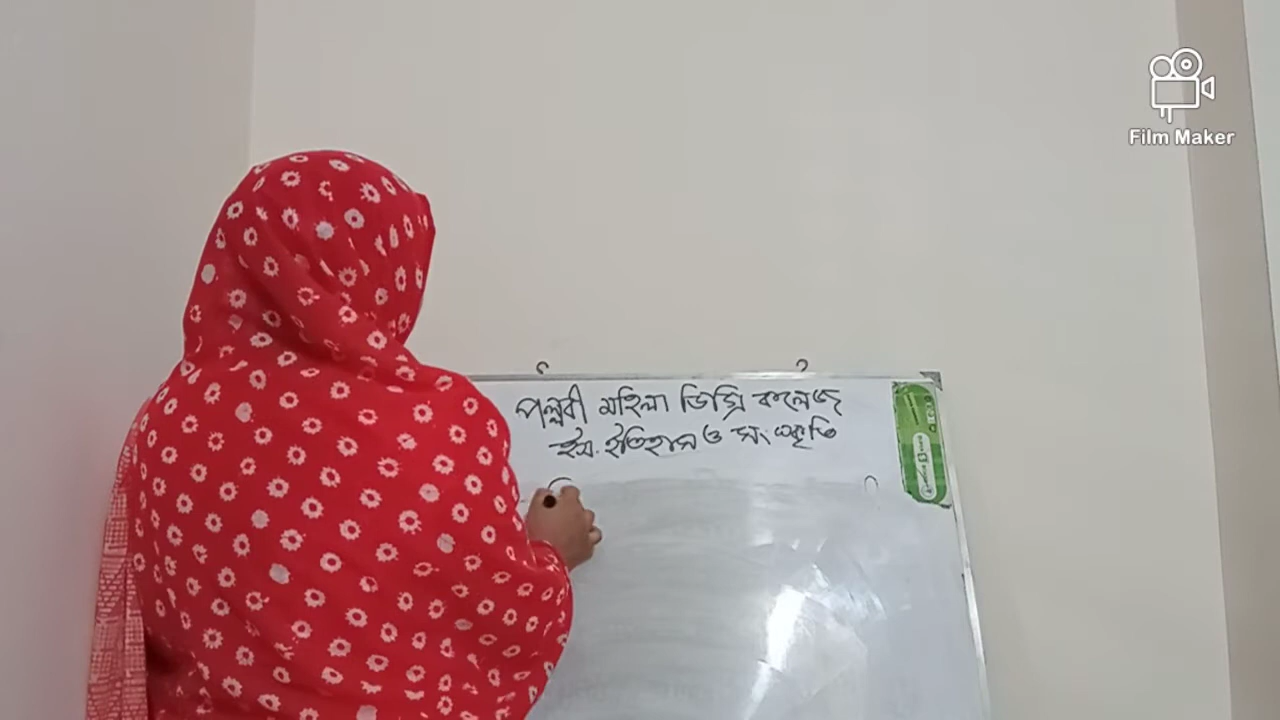 Film Maker
পল্লবী মহিলা ডিগ্রি কলেজ
ইস. ইতিহাস ও সংস্কৃতি